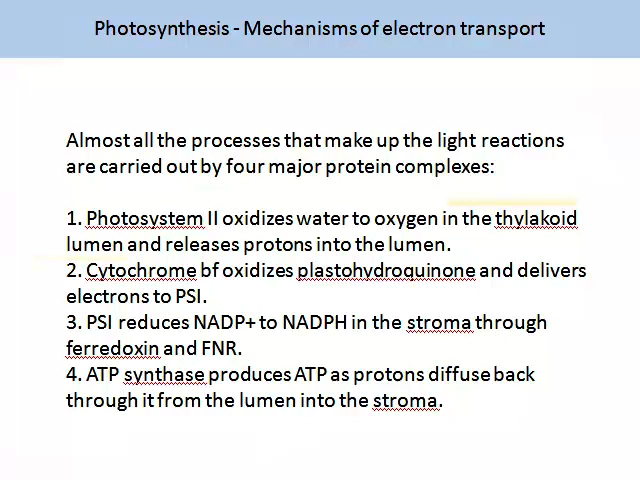 Photosynthesis - Mechanisms of electron transport
Almost all the processes that make up the light reactions
are carried out by four major protein complexes:
1. Photosystem II oxidizes water to oxygen in the thylakoid
lumen and releases protons into the lumen.
2. Cytochrome bf oxidizes plastohydroquinone and delivers
electrons to PSI.
3. PSI reduces NADP+ to NADPH in the stroma through
ferredoxin and FNR.
4. ATP synthase produces ATP as protons diffuse back
through it from the lumen into the stroma.